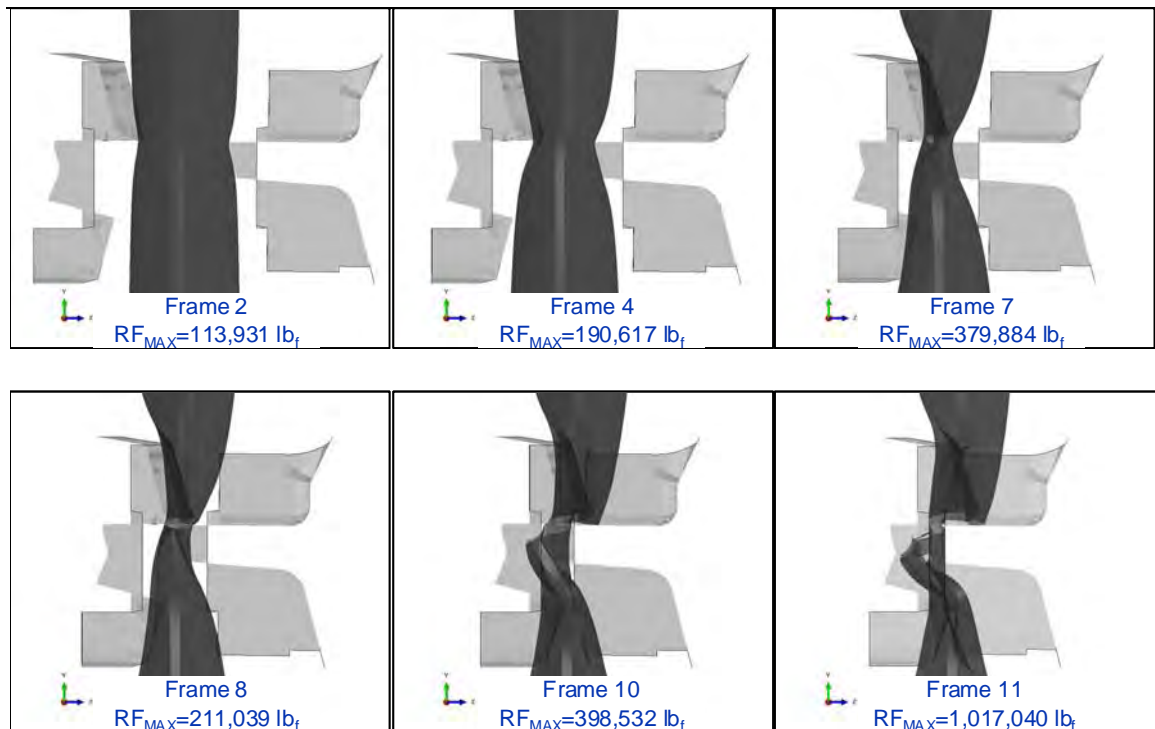 Frame 2
RFMAX=113,931 lbf
Frame 4
RFMAX=190,617 lbf
Frame 7
RFMAX=379,884 lbf
Frame 8
RFMAX=211,039 lbf
Frame 10
RFMAX=398,532 lbf
Frame 11
RFMAX=1,017,040 lbf